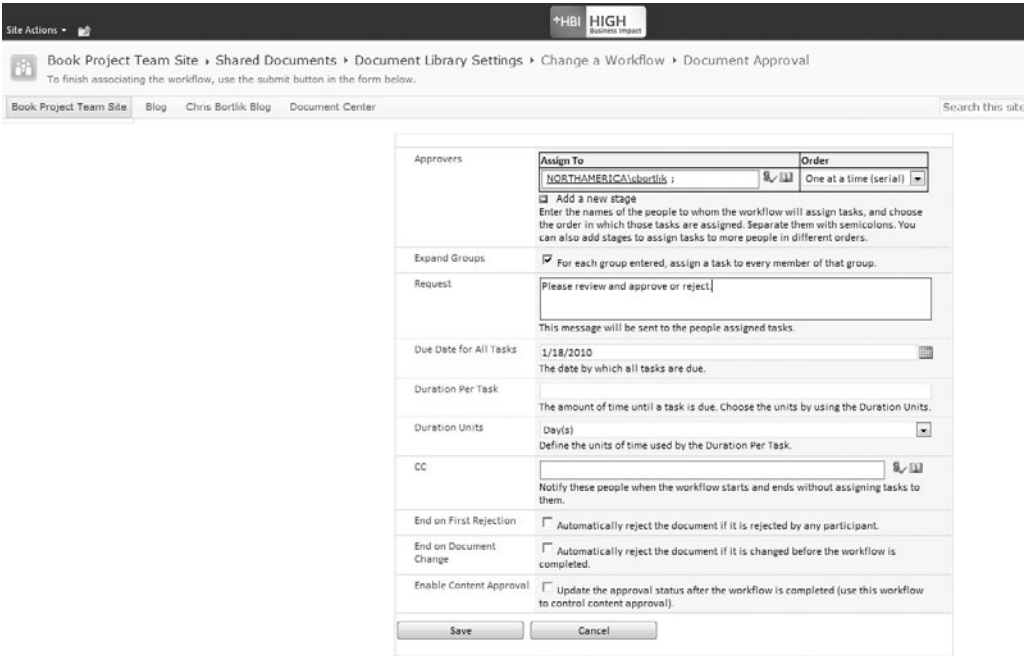 Site Actions
↑HBI HIGH
Business Impact
Book Project Team Site ▸ Shared Documents ▸ Document Library Settings ▸ Change a Workflow ▸ Document Approval
To finish associating the workflow, use the submit button in the form below.
Book Project Team Site Blog Chris Bortlik Blog Document Center Search this site
Approvers Assign To Order
NORTHAMERICA\cbortlik ; One at a time (serial)
Add a new stage
Enter the names of the people to whom the workflow will assign tasks, and choose
the order in which those tasks are assigned. Separate them with semicolons. You
can also add stages to assign tasks to more people in different orders.
Expand Groups For each group entered, assign a task to every member of that group.
Request Please review and approve or reject.
This message will be sent to the people assigned tasks.
Due Date for All Tasks 1/18/2010
The date by which all tasks are due.
Duration Per Task
The amount of time until a task is due. Choose the units by using the Duration Units.
Duration Units Day(s)
Define the units of time used by the Duration Per Task.
CC
Notify these people when the workflow starts and ends without assigning tasks to
them.
End on First Rejection Automatically reject the document if it is rejected by any participant.
End on Document
Change Automatically reject the document if it is changed before the workflow is
completed.
Enable Content Approval Update the approval status after the workflow is completed (use this workflow
to control content approval).
Save Cancel